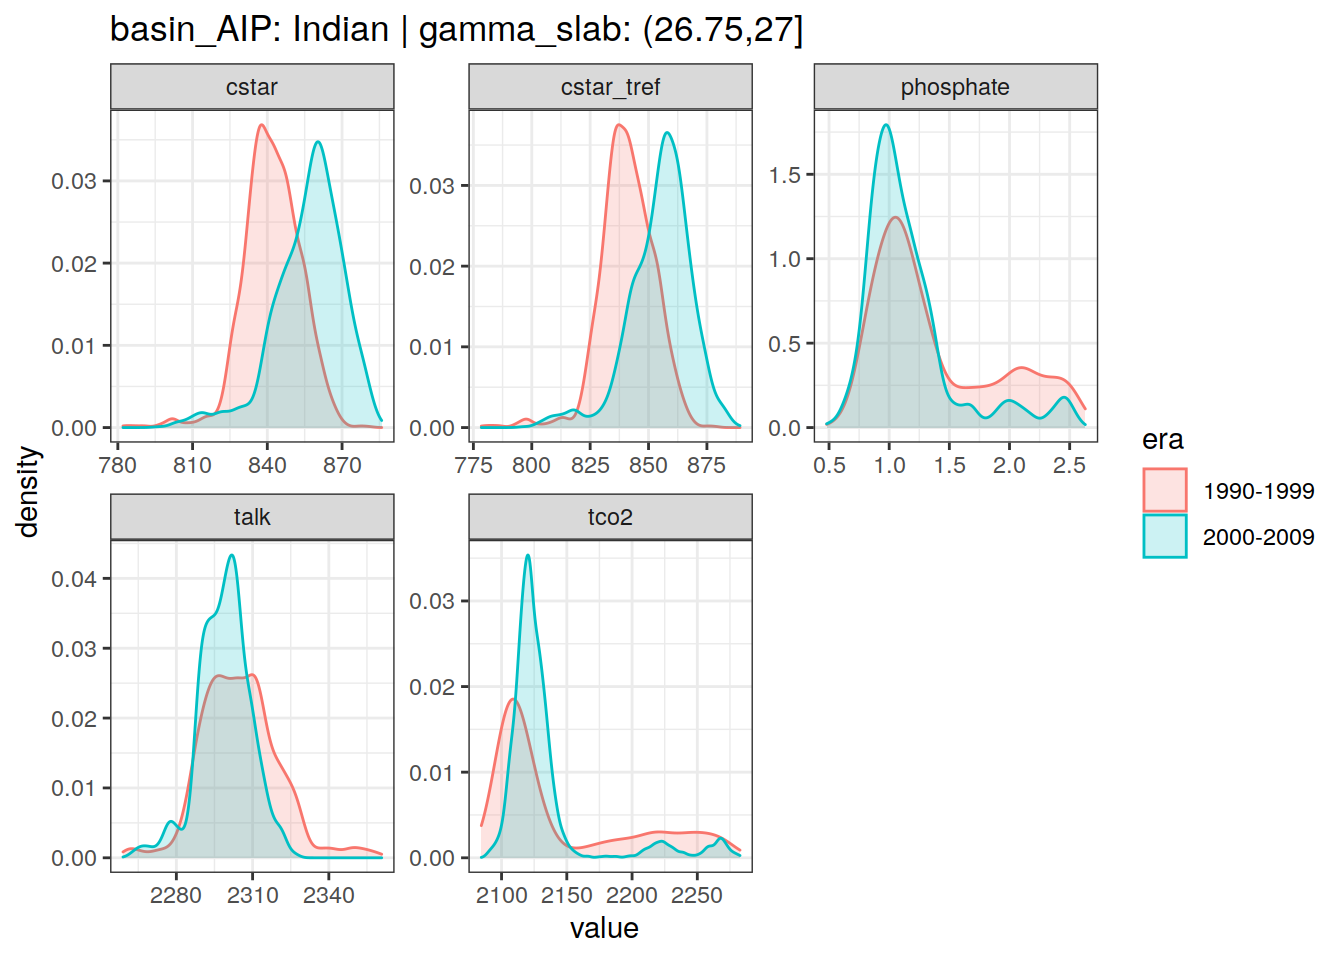 basin_AIP: Indian | gamma_slab: (26.75,27]
cstar
cstar_tref
phosphate
0.03
0.02
0.01
0.00
780 810 840 870
0.03
0.02
0.01
0.00
775 800 825 850 875
1.5
1.0
0.5
0.0
0.5 1.0 1.5 2.0 2.5
talk
tco2
0.04
0.03
0.02
0.01
0.00
2280 2310 2340
0.03
0.02
0.01
0.00
2100 2150 2200 2250
density
value
era
1990-1999
2000-2009